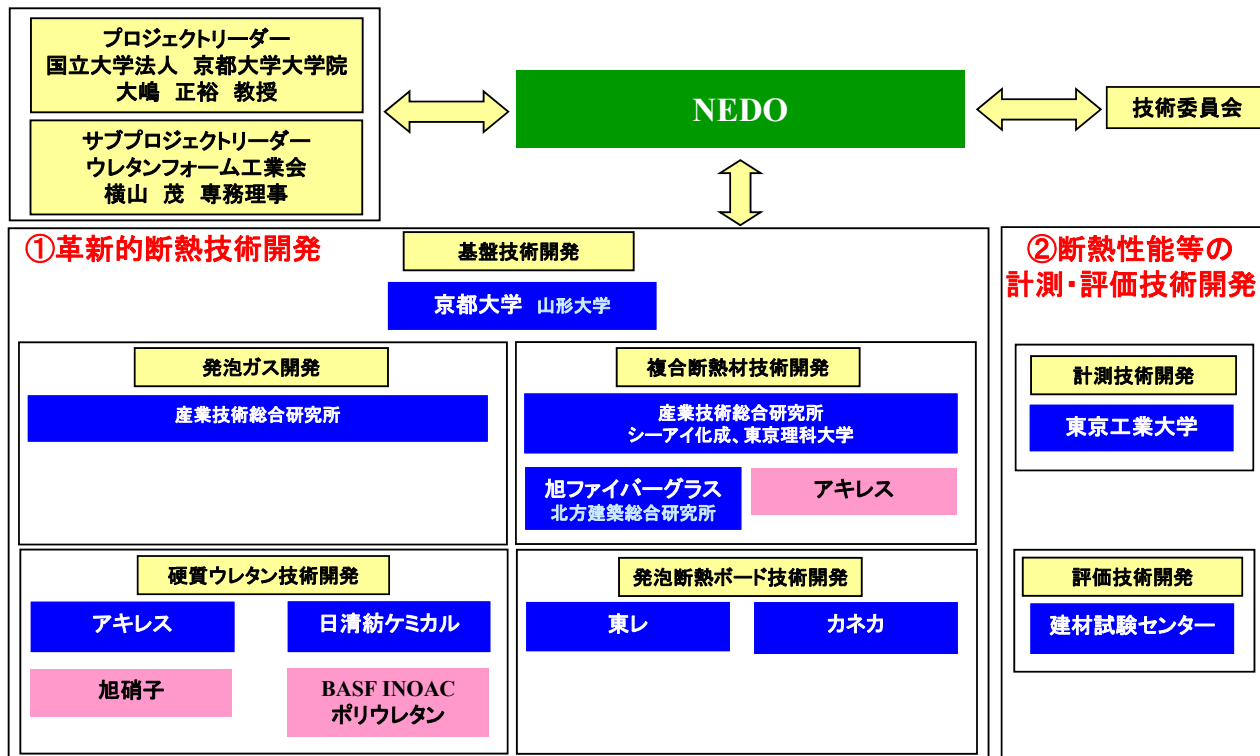 プロジェクトリーダー
国立大学法人 京都大学大学院
大嶋 正裕 教授
サブプロジェクトリーダー
ウレタンフォーム工業会
横山 茂 専務理事
NEDO
技術委員会
①革新的断熱技術開発
基盤技術開発
京都大学 山形大学
発泡ガス開発
産業技術総合研究所
複合断熱材技術開発
産業技術総合研究所
シーアイ化成、東京理科大学
旭ファイバーグラス
北方建築総合研究所
アキレス
硬質ウレタン技術開発
アキレス
日清紡ケミカル
旭硝子
BASF INOAC
ポリウレタン
発泡断熱ボード技術開発
東レ
カネカ
②断熱性能等の
計測・評価技術開発
計測技術開発
東京工業大学
評価技術開発
建材試験センター